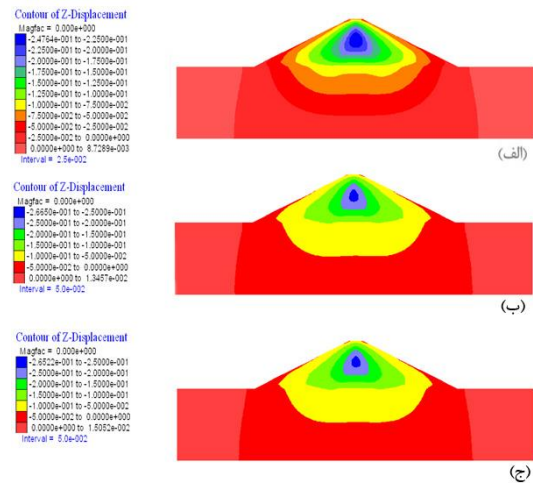 Contour of Z-Displacement
Magfac = 0.000e+000
-2.4764e-001 to -2.2500e-001
-2.2500e-001 to -2.0000e-001
-2.0000e-001 to -1.7500e-001
-1.7500e-001 to -1.5000e-001
-1.5000e-001 to -1.2500e-001
-1.2500e-001 to -1.0000e-001
-1.0000e-001 to -7.5000e-002
-7.5000e-002 to -5.0000e-002
-5.0000e-002 to -2.5000e-002
-2.5000e-002 to 0.0000e+000
0.0000e+000 to 8.7289e-003
Interval = 2.5e-002
(الف)
Contour of Z-Displacement
Magfac = 0.000e+000
-2.6650e-001 to -2.5000e-001
-2.5000e-001 to -2.0000e-001
-2.0000e-001 to -1.5000e-001
-1.5000e-001 to -1.0000e-001
-1.0000e-001 to -5.0000e-002
-5.0000e-002 to 0.0000e+000
0.0000e+000 to 1.3457e-002
Interval = 5.0e-002
(ب)
Contour of Z-Displacement
Magfac = 0.000e+000
-2.6522e-001 to -2.5000e-001
-2.5000e-001 to -2.0000e-001
-2.0000e-001 to -1.5000e-001
-1.5000e-001 to -1.0000e-001
-1.0000e-001 to -5.0000e-002
-5.0000e-002 to 0.0000e+000
0.0000e+000 to 1.5052e-002
Interval = 5.0e-002
(ج)